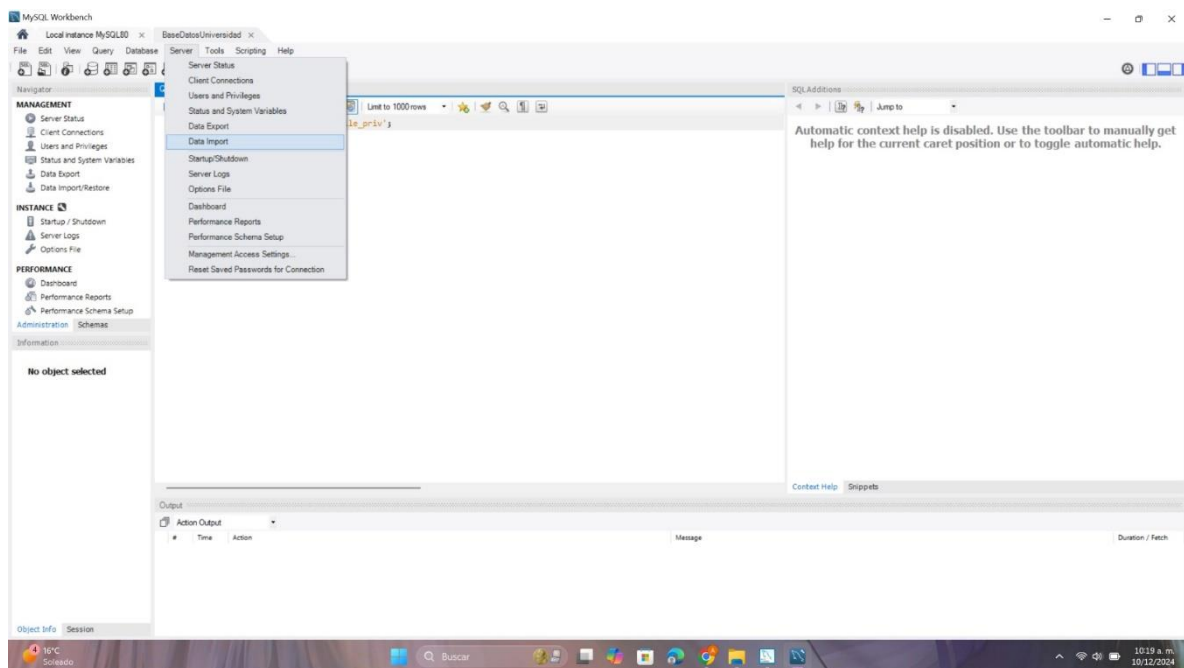 MySQL Workbench
Local instance MySQL80 × BaseDatosUniversidad ×
File Edit View Query Database Server Tools Scripting Help
Navigator
MANAGEMENT
Server Status
Client Connections
Users and Privileges
Status and System Variables
Data Export
Data Import/Restore
INSTANCE
Startup / Shutdown
Server Logs
Options File
PERFORMANCE
Dashboard
Performance Reports
Performance Schema Setup
Administration Schemas
Information
No object selected
Object Info Session
Server Status
Client Connections
Users and Privileges
Status and System Variables
Data Export
Data Import
Startup/Shutdown
Server Logs
Options File
Dashboard
Performance Reports
Performance Schema Setup
Management Access Settings...
Reset Saved Passwords for Connection
Limit to 1000 rows
le_priv';
SQLAdditions
Jump to
Automatic context help is disabled. Use the toolbar to manually get
help for the current caret position or to toggle automatic help.
Context Help Snippets
Output
Action Output
# Time Action Message Duration / Fetch
4
16°C
Soleado
Buscar
10:19 a. m.
10/12/2024